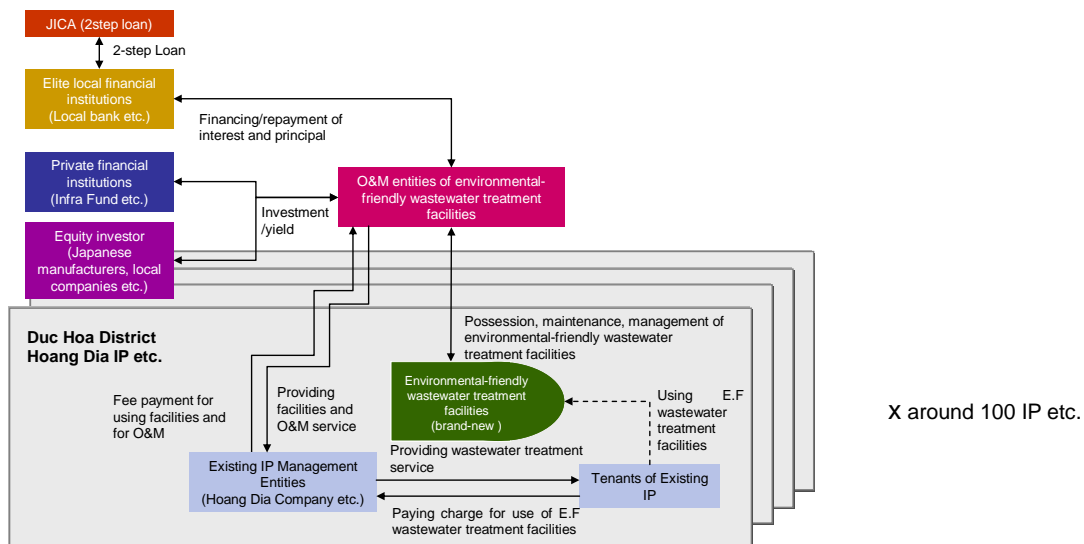 JICA (2step loan)
2-step Loan
Elite local financial
institutions
(Local bank etc.)
Financing/repayment of
interest and principal
Private financial
institutions
(Infra Fund etc.)
O&M entities of environmental-
friendly wastewater treatment
facilities
Investment
/yield
Equity investor
(Japanese
manufacturers, local
companies etc.)
Duc Hoa District
Hoang Dia IP etc.
Possession, maintenance, management of
environmental-friendly wastewater
treatment facilities
Environmental-friendly
wastewater treatment
facilities
(brand-new )
Fee payment for
using facilities and
for O&M
Providing
facilities and
O&M service
Using E.F
wastewater
treatment
facilities
x around 100 IP etc.
Providing wastewater treatment
service
Existing IP Management
Entities
(Hoang Dia Company etc.)
Tenants of Existing
IP
Paying charge for use of E.F
wastewater treatment facilities